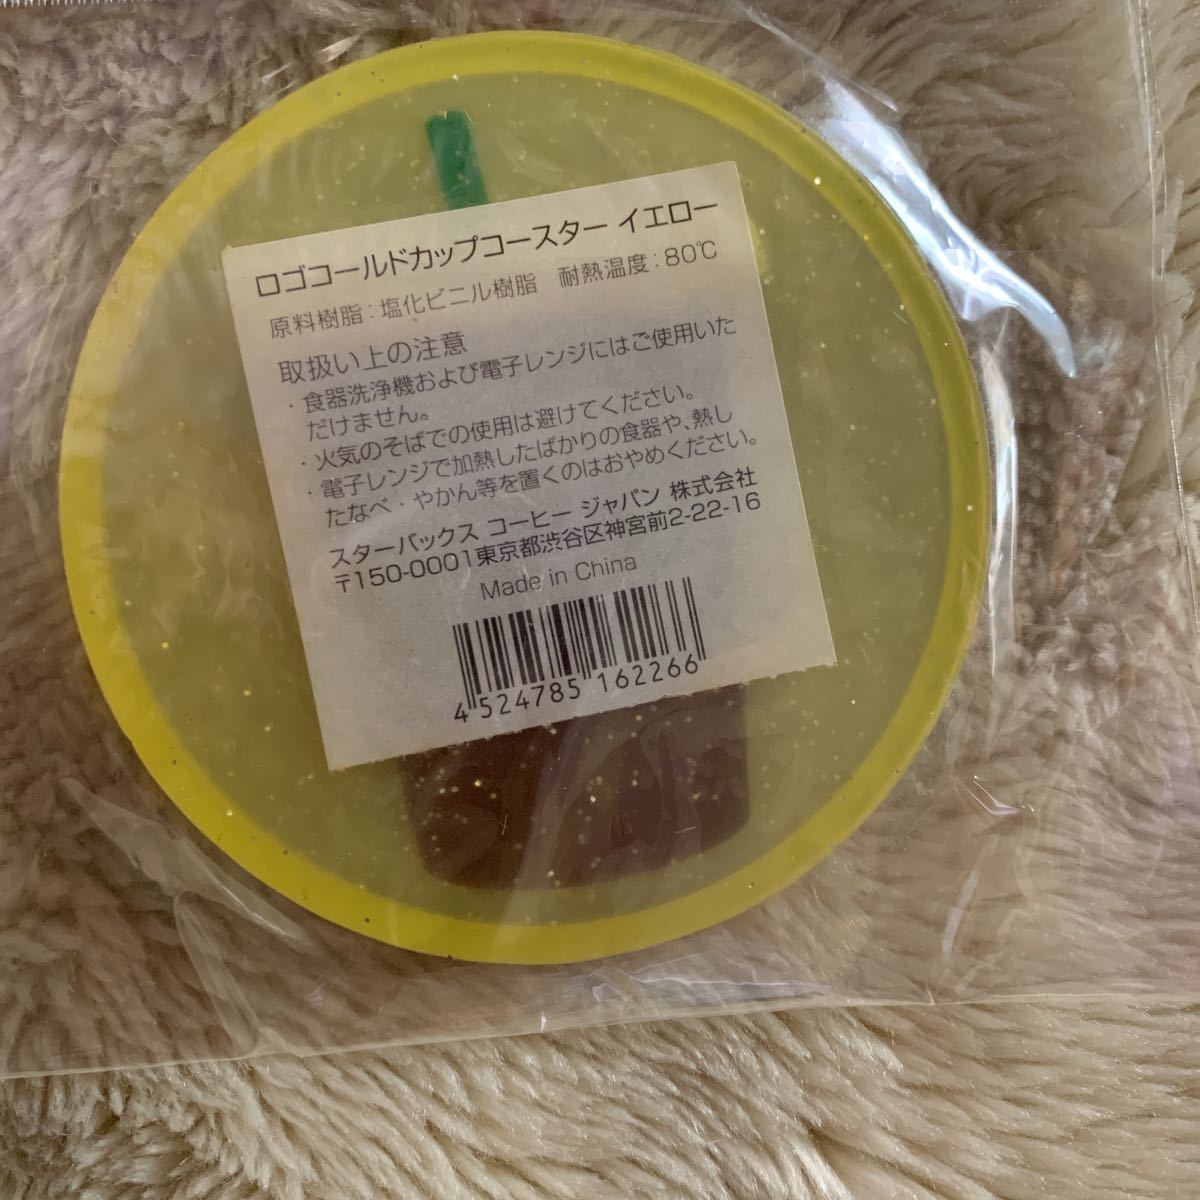 ロゴコールドカップコースター イエロー
原料樹脂：塩化ビニル樹脂　耐熱温度：80℃
取扱い上の注意
・食器洗浄機および電子レンジにはご使用いた
だけません。
・火気のそばでの使用は避けてください。
・電子レンジで加熱したばかりの食器や、熱し
たなべ・やかん等を置くのはおやめください。
スターバックス コーヒー ジャパン 株式会社
〒150-0001東京都渋谷区神宮前2-22-16
Made in China
4 524785 162266